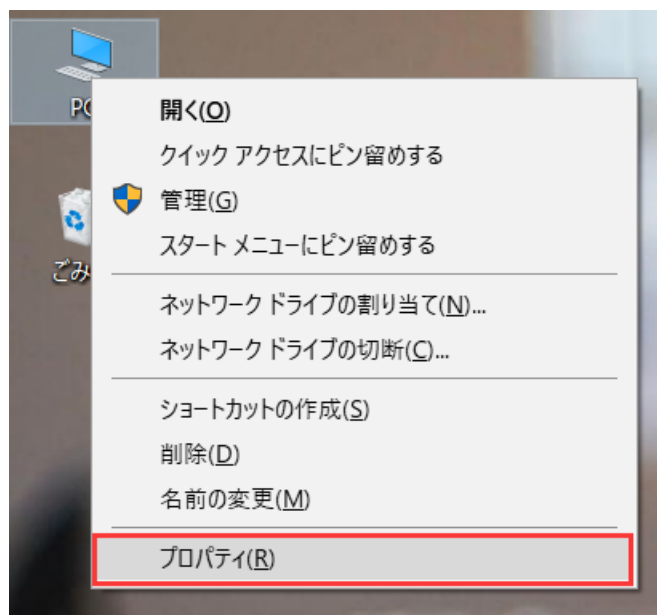 PC
開く(O)
クイック アクセスにピン留めする
管理(G)
スタート メニューにピン留めする
ごみ
ネットワーク ドライブの割り当て(N)...
ネットワーク ドライブの切断(C)...
ショートカットの作成(S)
削除(D)
名前の変更(M)
プロパティ(R)